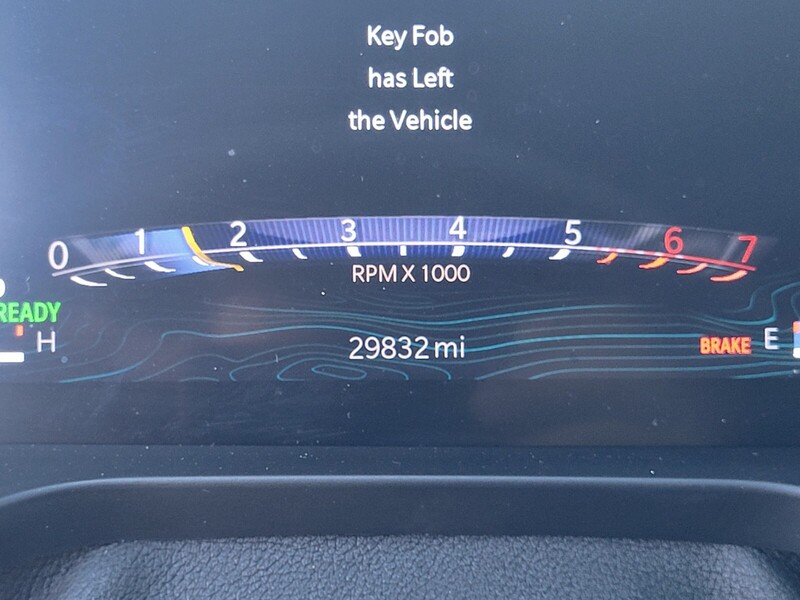 Key Fob
has Left
the Vehicle
0 1 2 3 4 5 6 7
RPM X 1000
READY
H
29832 mi
BRAKE E